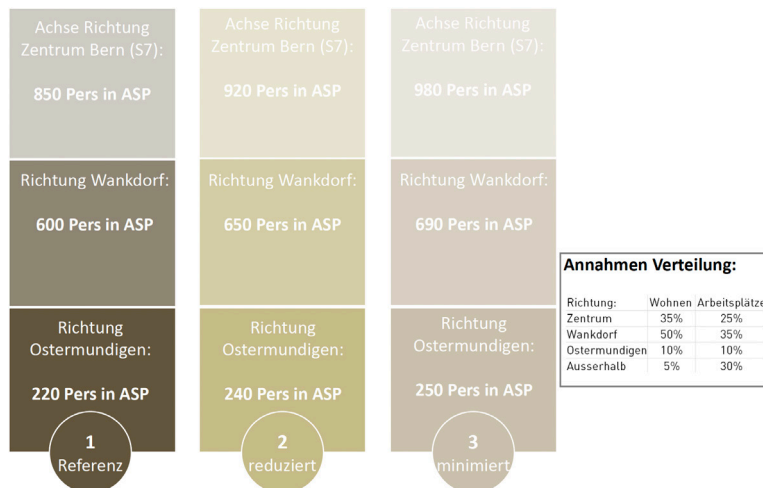 Achse Richtung
Zentrum Bern (S7):
850 Pers in ASP
Richtung Wankdorf:
600 Pers in ASP
Richtung
Ostermundigen:
220 Pers in ASP
1
Referenz
Achse Richtung
Zentrum Bern (S7):
920 Pers in ASP
Richtung Wankdorf:
650 Pers in ASP
Richtung
Ostermundigen:
240 Pers in ASP
2
reduziert
Achse Richtung
Zentrum Bern (S7):
980 Pers in ASP
Richtung Wankdorf:
690 Pers in ASP
Richtung
Ostermundigen:
250 Pers in ASP
3
minimiert
Annahmen Verteilung:
Richtung: Wohnen Arbeitsplätze
Zentrum 35% 25%
Wankdorf 50% 35%
Ostermundigen 10% 10%
Ausserhalb 5% 30%